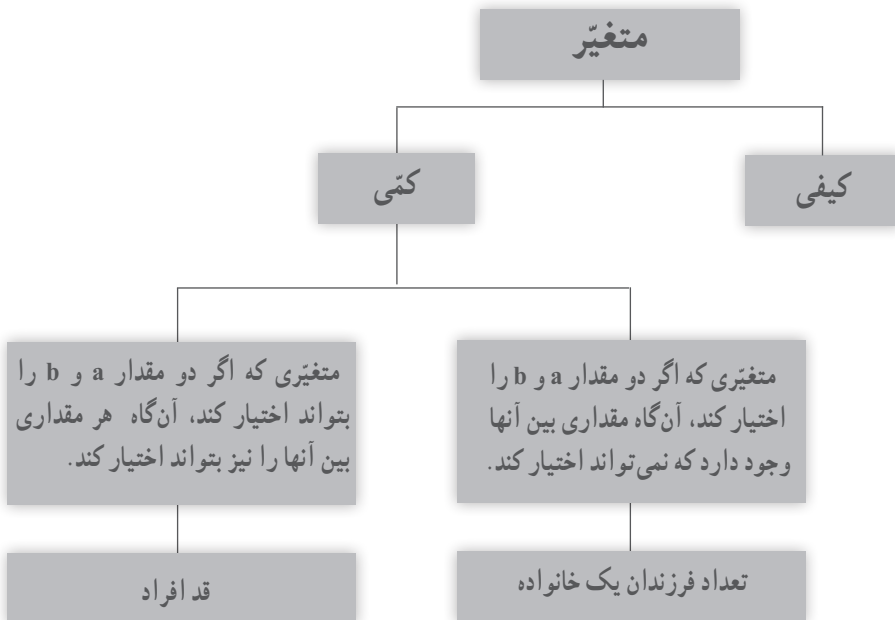 متغیّر
کیفی
کمّی
متغیّری که اگر دو مقدار a و b را
اختیار کند، آن‌گاه مقداری بین آنها
وجود دارد که نمی‌تواند اختیار کند.
متغیّری که اگر دو مقدار a و b را
بتواند اختیار کند، آن‌گاه هر مقداری
بین آنها را نیز بتواند اختیار کند.
تعداد فرزندان یک خانواده
قد افراد